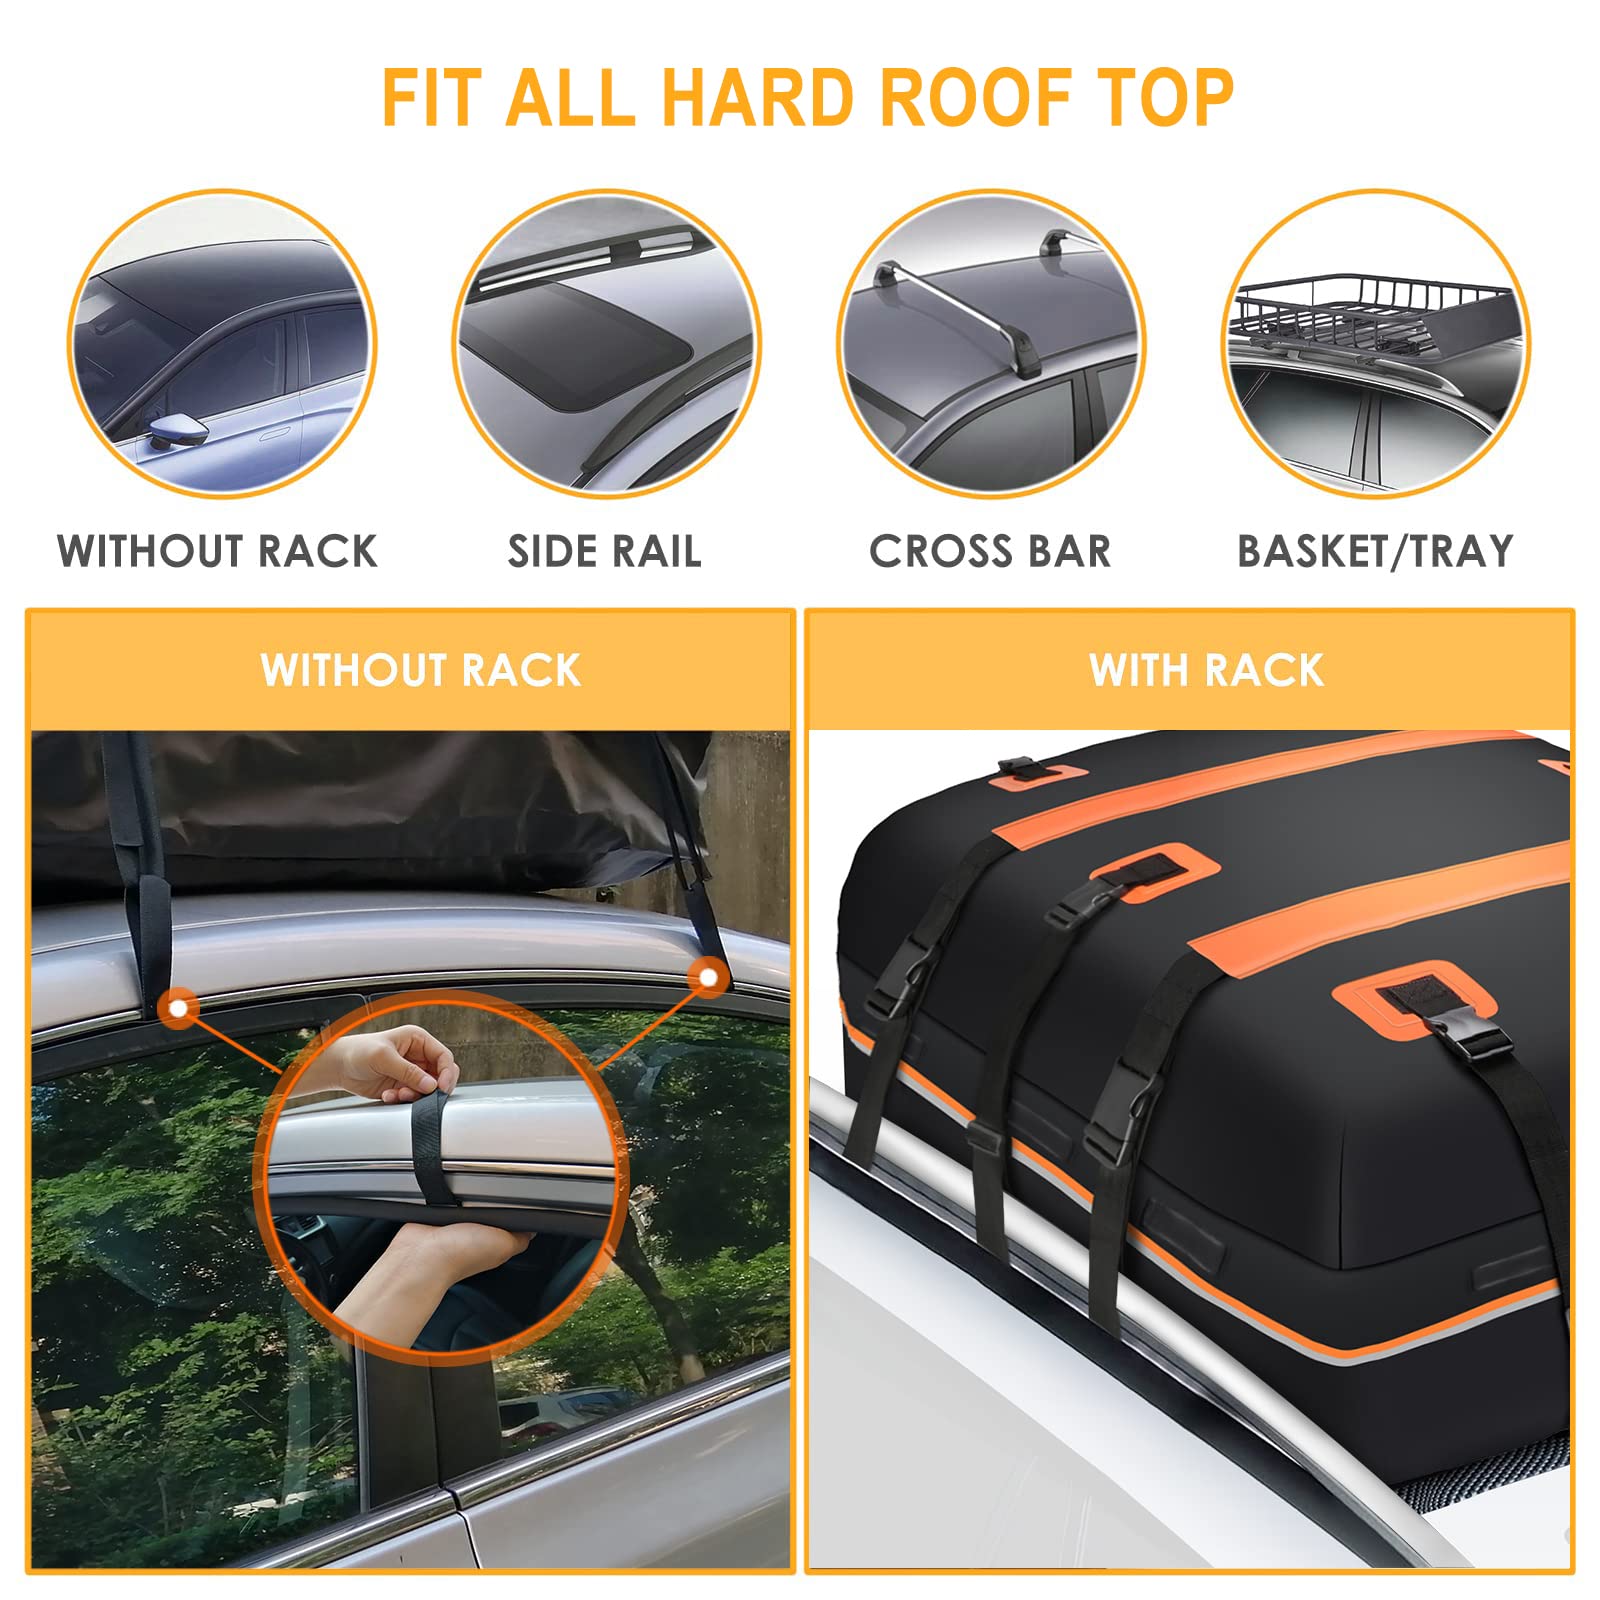 FIT ALL HARD ROOF TOP
WITHOUT RACK
SIDE RAIL
CROSS BAR
BASKET/TRAY
WITHOUT RACK
WITH RACK